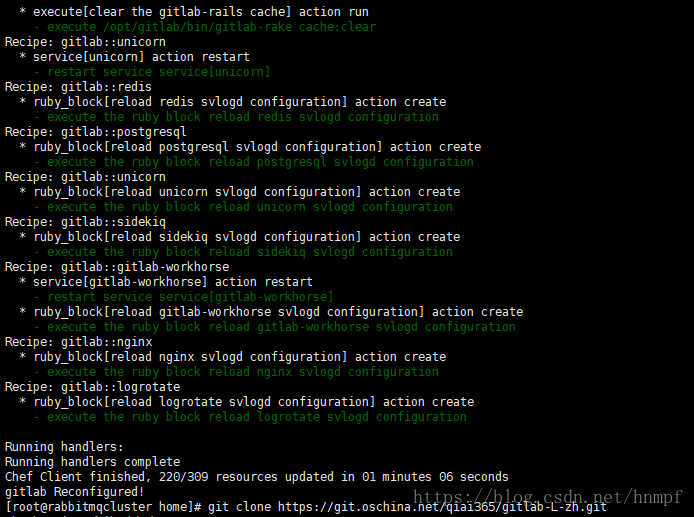 * execute[clear the gitlab-rails cache] action run
    - execute /opt/gitlab/bin/gitlab-rake cache:clear
Recipe: gitlab::unicorn
  * service[unicorn] action restart
    - restart service service[unicorn]
Recipe: gitlab::redis
  * ruby_block[reload redis svlogd configuration] action create
    - execute the ruby block reload redis svlogd configuration
Recipe: gitlab::postgresql
  * ruby_block[reload postgresql svlogd configuration] action create
    - execute the ruby block reload postgresql svlogd configuration
Recipe: gitlab::unicorn
  * ruby_block[reload unicorn svlogd configuration] action create
    - execute the ruby block reload unicorn svlogd configuration
Recipe: gitlab::sidekiq
  * ruby_block[reload sidekiq svlogd configuration] action create
    - execute the ruby block reload sidekiq svlogd configuration
Recipe: gitlab::gitlab-workhorse
  * service[gitlab-workhorse] action restart
    - restart service service[gitlab-workhorse]
  * ruby_block[reload gitlab-workhorse svlogd configuration] action create
    - execute the ruby block reload gitlab-workhorse svlogd configuration
Recipe: gitlab::nginx
  * ruby_block[reload nginx svlogd configuration] action create
    - execute the ruby block reload nginx svlogd configuration
Recipe: gitlab::logrotate
  * ruby_block[reload logrotate svlogd configuration] action create
    - execute the ruby block reload logrotate svlogd configuration
Running handlers:
Running handlers complete
Chef Client finished, 220/309 resources updated in 01 minutes 06 seconds
gitlab Reconfigured!
https://blog.csdn.net/hnmpf
[root@rabbitmqcluster home]# git clone https://git.oschina.net/qiai365/gitlab-L-zh.git